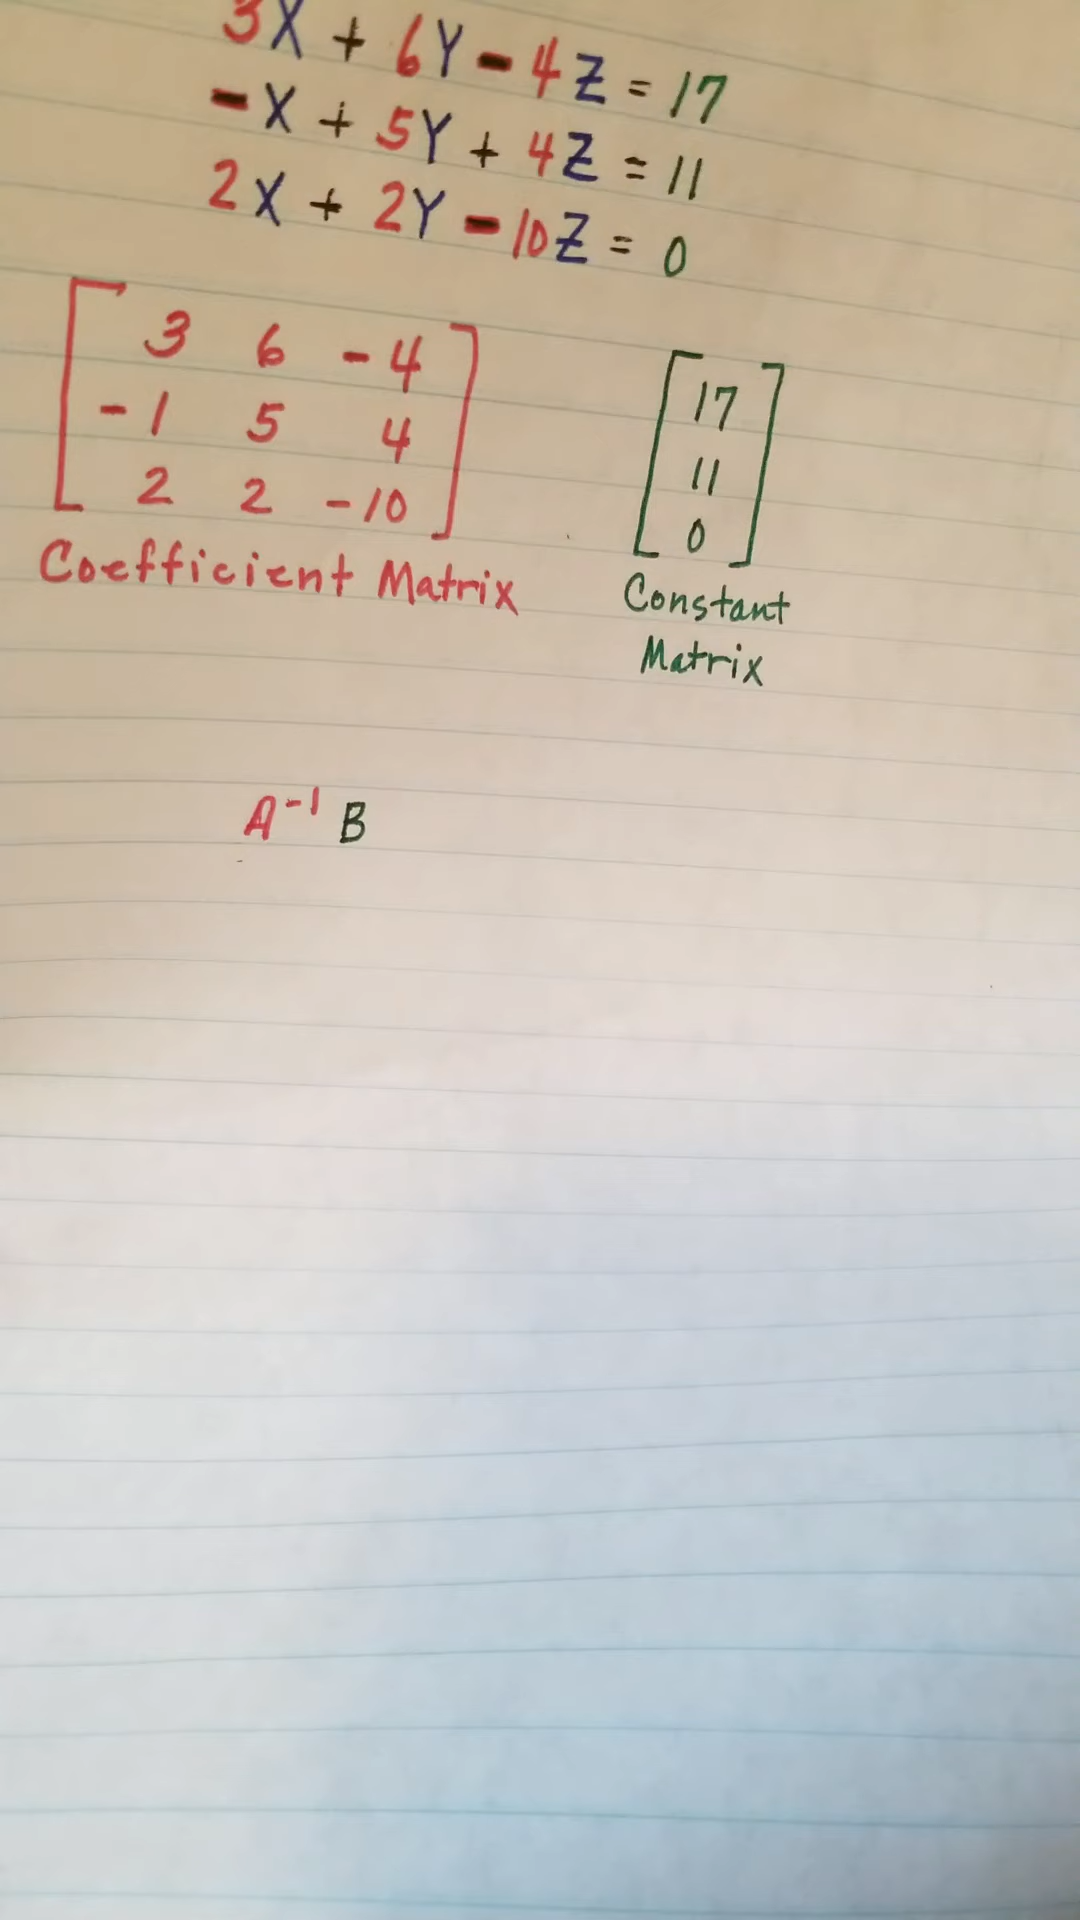 3X + 6Y - 4Z = 17
-X + 5Y + 4Z = 11
2X + 2Y - 10Z = 0
3 6 -4
-1 5 4
2 2 -10
Coefficient Matrix
17
11
0
Constant
Matrix
A⁻¹ B